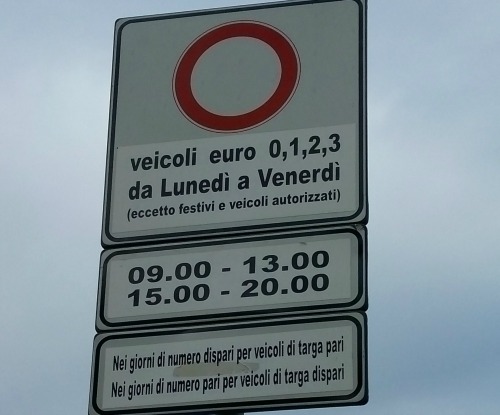 veicoli euro 0,1,2,3
da Lunedì a Venerdì
(eccetto festivi e veicoli autorizzati)
09.00 - 13.00
15.00 - 20.00
Nei giorni di numero dispari per veicoli di targa pari
Nei giorni di numero pari per veicoli di targa dispari